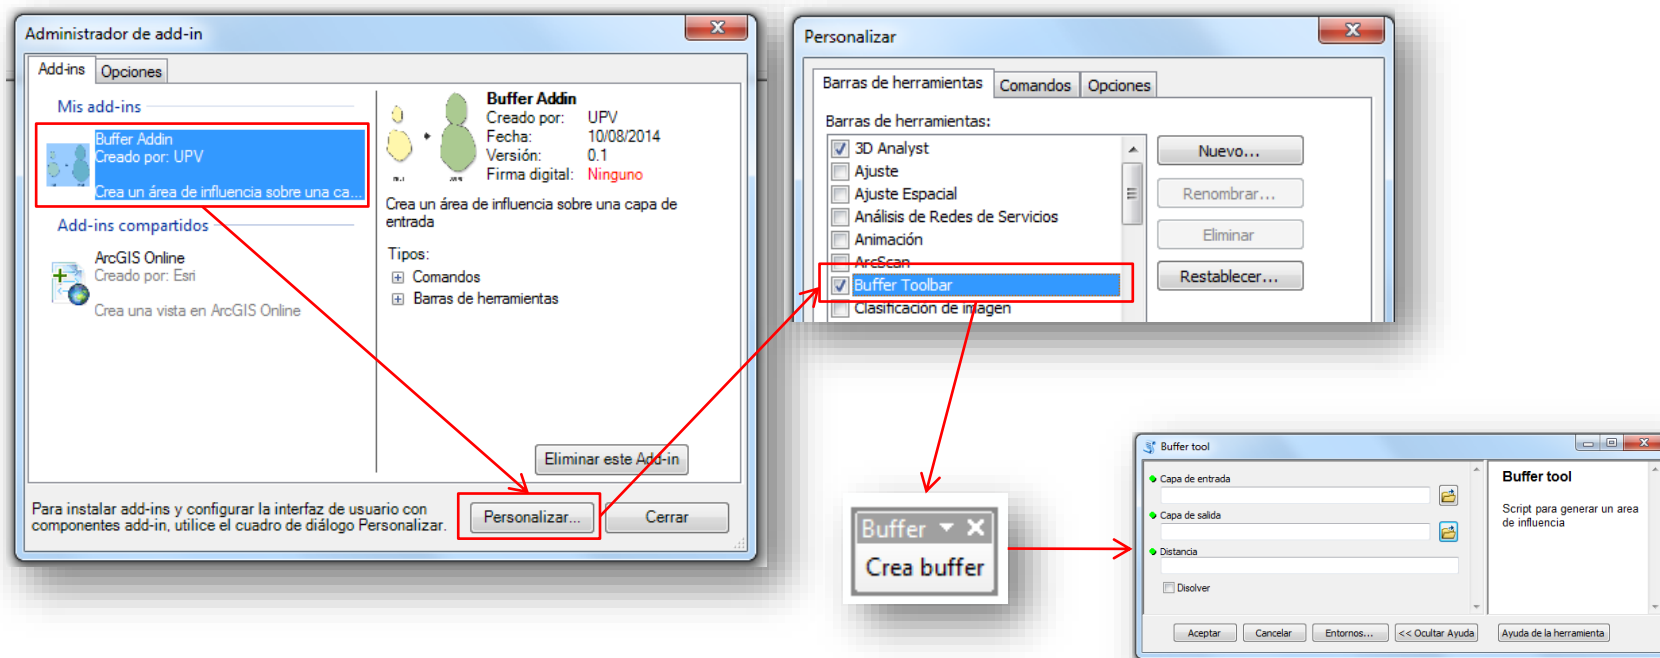 Administrador de add-in
Add-ins
Opciones
Mis add-ins
Buffer Addin
Creado por: UPV
Crea un área de influencia sobre una ca...
Add-ins compartidos
ArcGIS Online
Creado por: Esri
Crea una vista en ArcGIS Online
Buffer Addin
Creado por: UPV
Fecha: 10/08/2014
Versión: 0.1
Firma digital: Ninguno
Crea un área de influencia sobre una capa de
entrada
Tipos:
Comandos
Barras de herramientas
Eliminar este Add-in
Para instalar add-ins y configurar la interfaz de usuario con
componentes add-in, utilice el cuadro de diálogo Personalizar.
Personalizar...
Cerrar
Personalizar
Barras de herramientas
Comandos
Opciones
Barras de herramientas:
3D Analyst
Ajuste
Ajuste Espacial
Análisis de Redes de Servicios
Animación
ArcScan
Buffer Toolbar
Clasificación de imagen
Nuevo...
Renombrar...
Eliminar
Restablecer...
Buffer
Crea buffer
Buffer tool
Capa de entrada
Capa de salida
Distancia
Disolver
Buffer tool
Script para generar un area
de influencia
Aceptar
Cancelar
Entornos...
<< Ocultar Ayuda
Ayuda de la herramienta